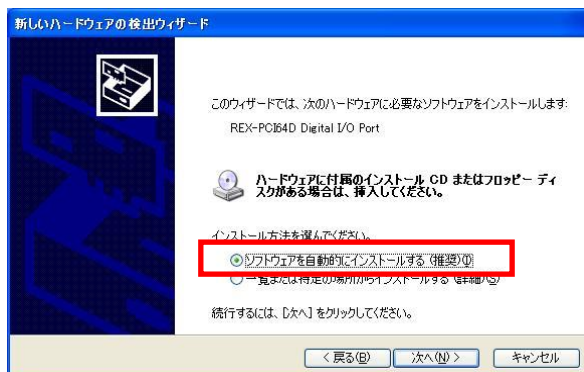 新しいハードウェアの検出ウィザード
このウィザードでは、次のハードウェアに必要なソフトウェアをインストールします:
REX-PCI64D Digital I/O Port
ハードウェアに付属のインストール CD またはフロッピー ディ
スクがある場合は、挿入してください。
インストール方法を選んでください。
ソフトウェアを自動的にインストールする (推奨)(I)
一覧または特定の場所からインストールする (詳細)(S)
続行するには、[次へ] をクリックしてください。
< 戻る(B)
次へ(N) >
キャンセル